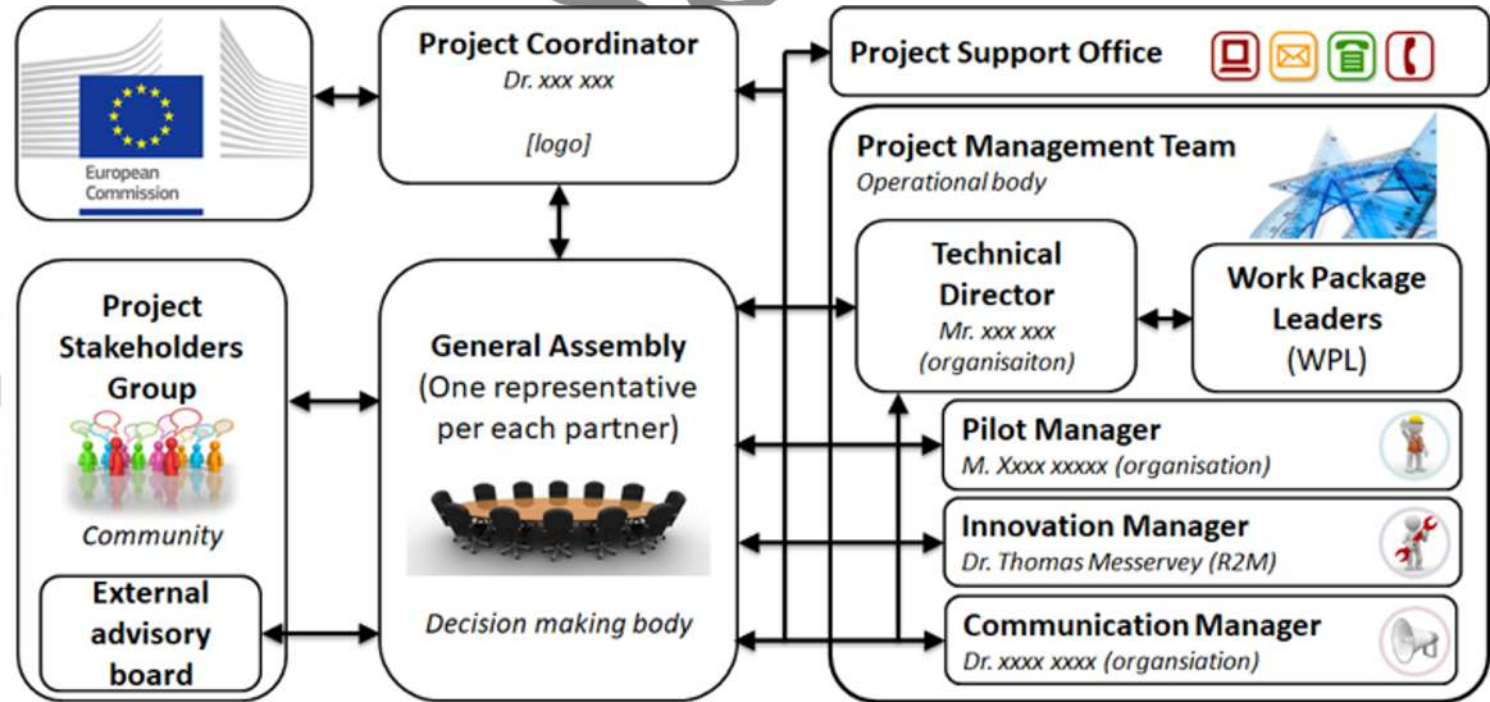 European
Commission
Project Coordinator
Dr. xxx xxx
[logo]
Project Support Office
Project Management Team
Operational body
Technical
Director
Mr. xxx xxx
(organisaiton)
Work Package
Leaders
(WPL)
Project
Stakeholders
Group
Community
External
advisory
board
General Assembly
(One representative
per each partner)
Decision making body
Pilot Manager
M. Xxxx xxxxx (organisation)
Innovation Manager
Dr. Thomas Messervey (R2M)
Communication Manager
Dr. xxxx xxxx (organsiation)